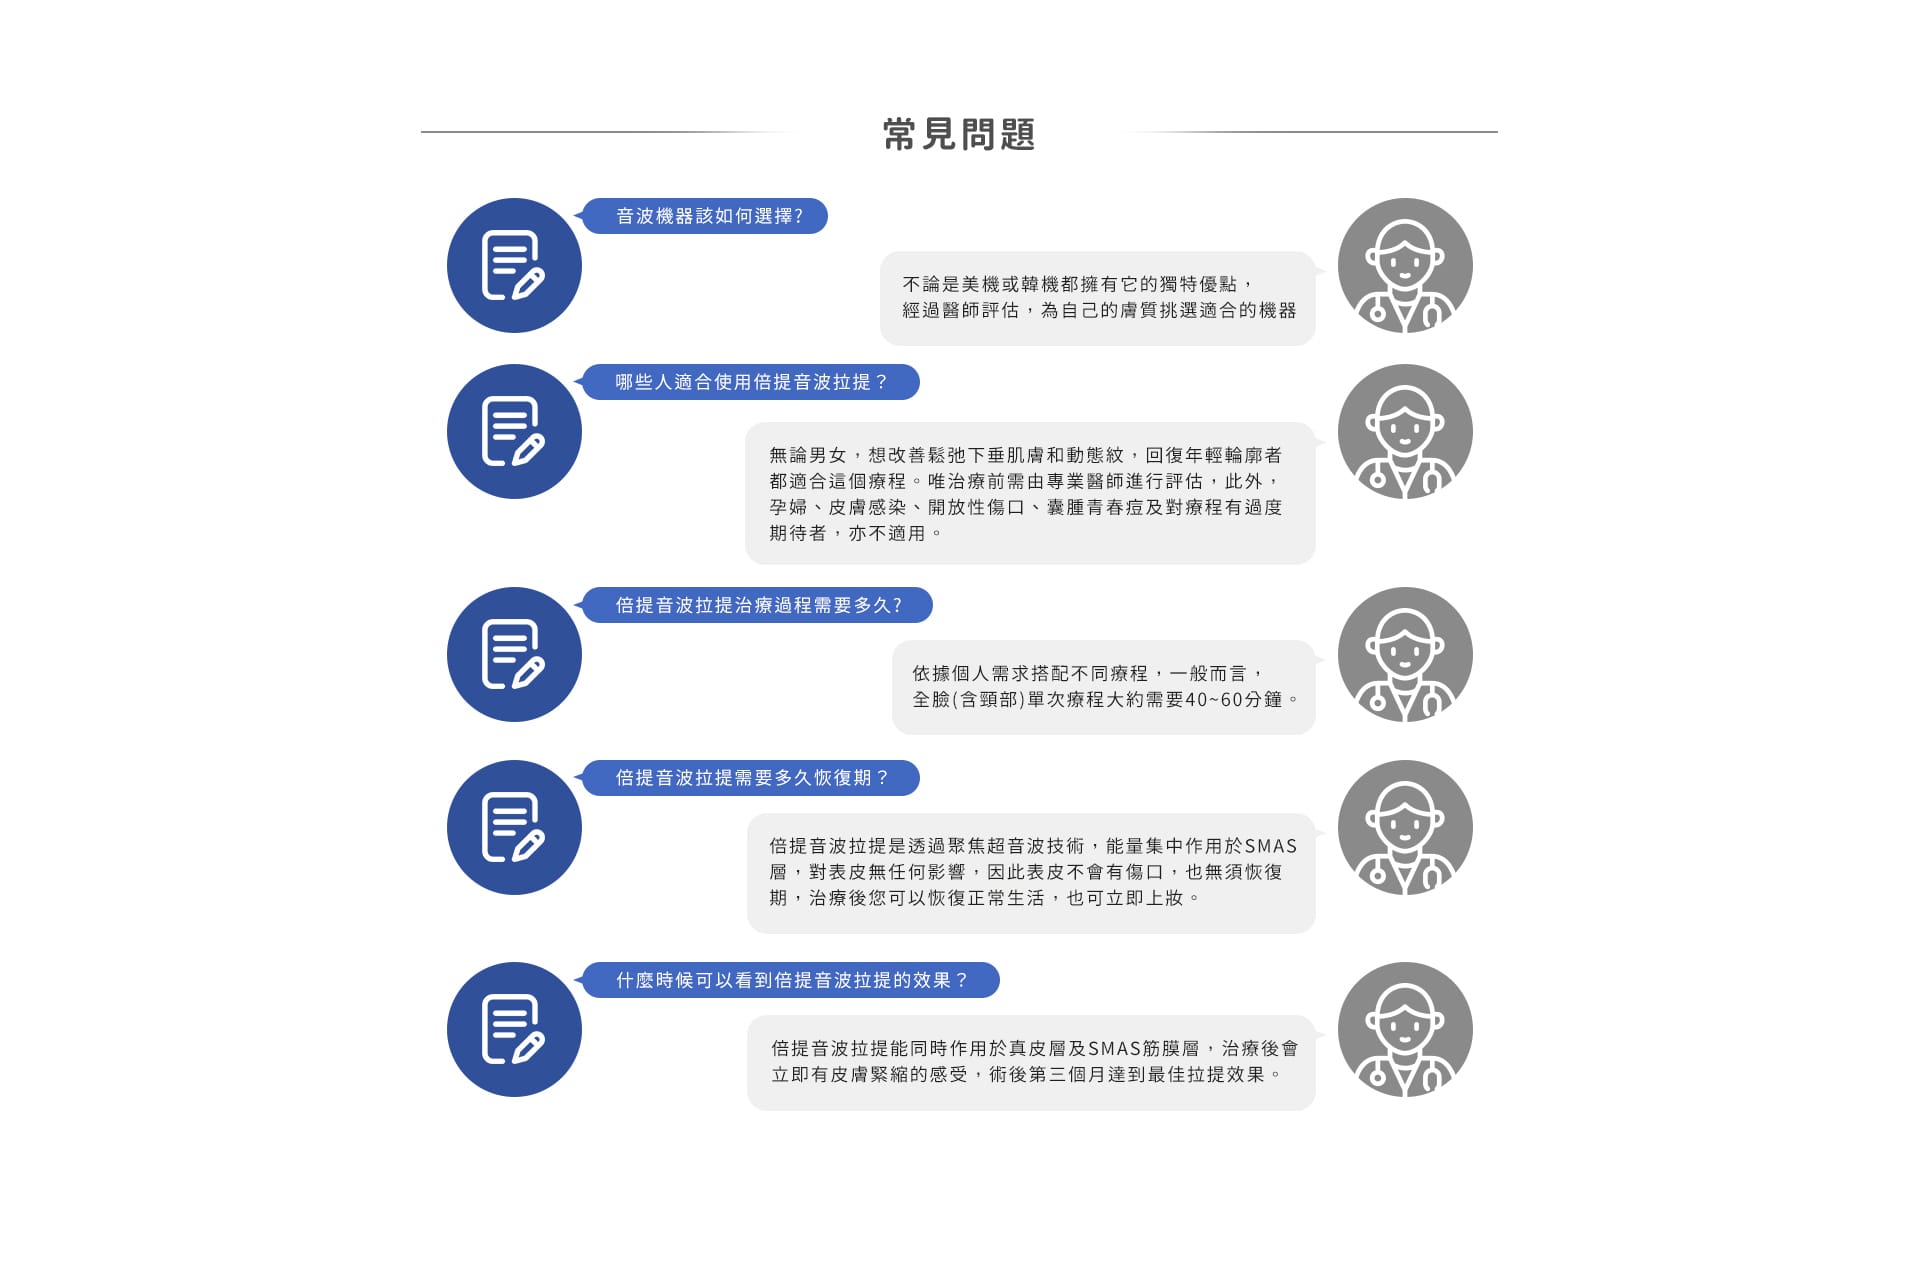 常見問題
音波機器該如何選擇?
不論是美機或韓機都擁有它的獨特優點，
經過醫師評估，為自己的膚質挑選適合的機器
哪些人適合使用倍提音波拉提？
無論男女，想改善鬆弛下垂肌膚和動態紋，回復年輕輪廓者
都適合這個療程。唯治療前需由專業醫師進行評估，此外，
孕婦、皮膚感染、開放性傷口、囊腫青春痘及對療程有過度
期待者，亦不適用。
倍提音波拉提治療過程需要多久?
依據個人需求搭配不同療程，一般而言，
全臉(含頸部)單次療程大約需要40~60分鐘。
倍提音波拉提需要多久恢復期？
倍提音波拉提是透過聚焦超音波技術，能量集中作用於SMAS
層，對表皮無任何影響，因此表皮不會有傷口，也無須恢復
期，治療後您可以恢復正常生活，也可立即上妝。
什麼時候可以看到倍提音波拉提的效果？
倍提音波拉提能同時作用於真皮層及SMAS筋膜層，治療後會
立即有皮膚緊縮的感受，術後第三個月達到最佳拉提效果。